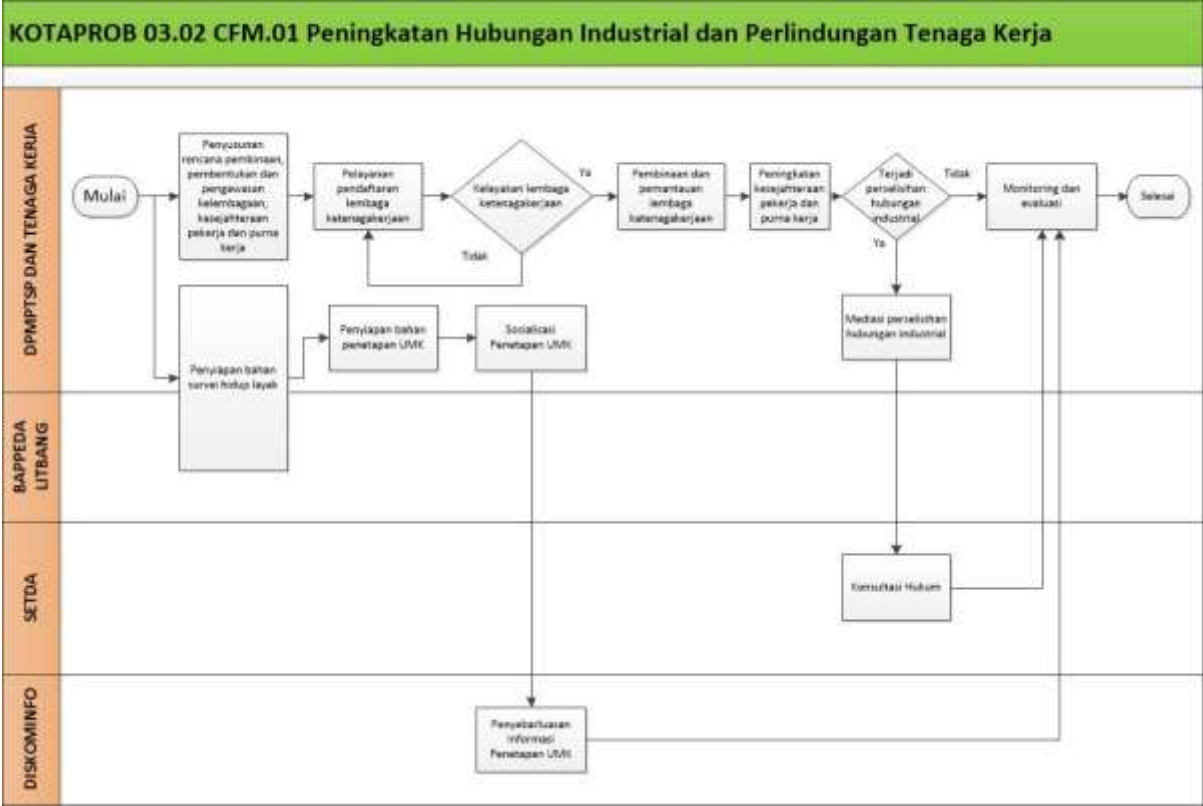 KOTAPROB 03.02 CFM.01 Peningkatan Hubungan Industrial dan Perlindungan Tenaga Kerja
DPMPTSP DAN TENAGA KERJA
Mulai
Penyusunan
rencana pembinaan,
pembentukan dan
pengawasan
kelembagaan,
kesejahteraan
pekerja dan purna
kerja
Pelayanan
pendaftaran
lembaga
ketenagakerjaan
Kelayakan lembaga
ketenagakerjaan
Ya
Tidak
Pembinaan dan
pemantauan
lembaga
ketenagakerjaan
Peningkatan
kesejahteraan
pekerja dan
purna kerja
Terjadi
perselisihan
hubungan
industrial
Tidak
Ya
Monitoring dan
evaluasi
Selesai
Penyiapan bahan
survei hidup layak
Penyiapan bahan
penetapan UMK
Sosialisasi
Penetapan UMK
Mediasi perselisihan
hubungan industrial
BAPPEDA
LITBANG
SETDA
Konsultasi Hukum
DISKOMINFO
Penyebarluasan
Informasi
Penetapan UMK